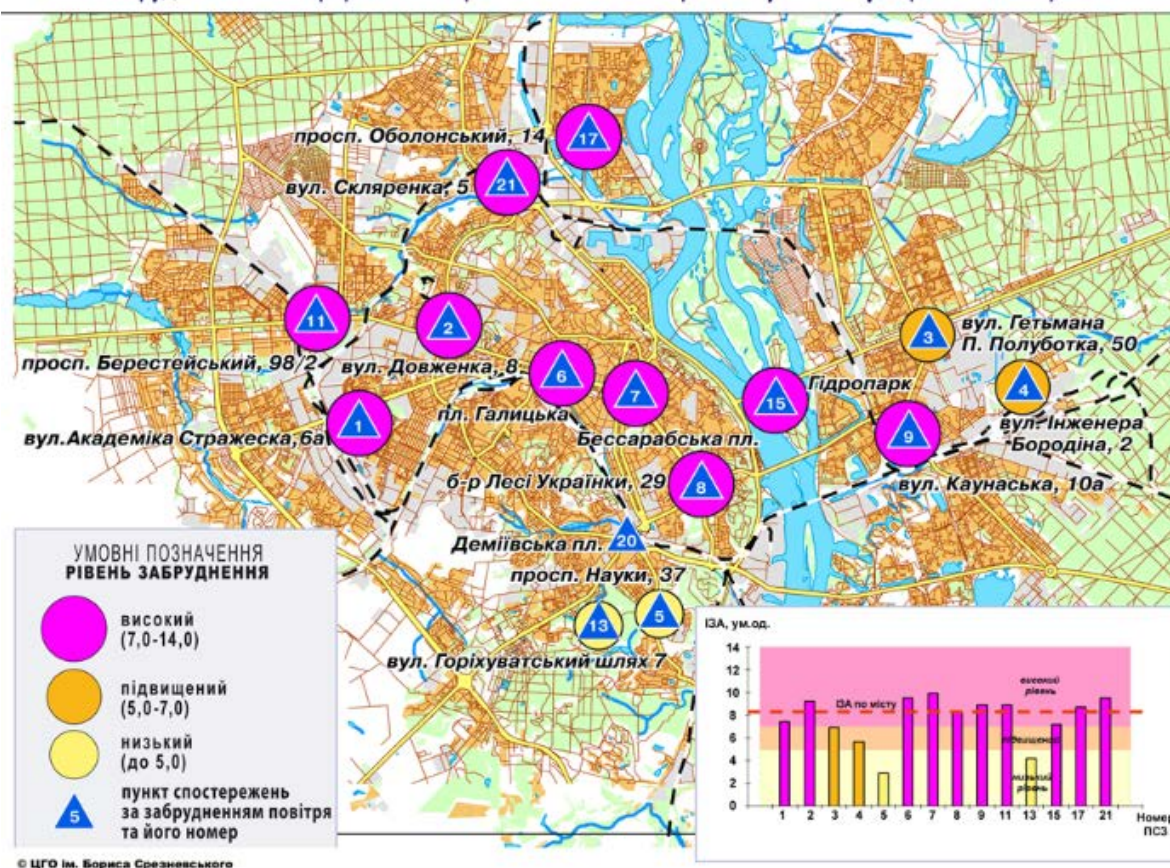 просп. Оболонський, 14
17
вул. Скляренка, 5
21
11
2
3
вул. Гетьмана
П. Полуботка, 50
просп. Берестейський, 98/2
вул. Довженка, 8
6
7
15
Гідропарк
4
пл. Галицька
вул.Академіка Стражеска,6а
1
Бессарабська пл.
9
вул. Інженера
Бородіна, 2
б-р Лесі Українки, 29
8
вул. Каунаська, 10а
Деміївська пл.
20
просп. Науки, 37
13
5
вул. Горіхуватський шлях 7
УМОВНІ ПОЗНАЧЕННЯ
РІВЕНЬ ЗАБРУДНЕННЯ
високий
(7,0-14,0)
підвищений
(5,0-7,0)
низький
(до 5,0)
5
пункт спостережень
за забрудненням повітря
та його номер
ІЗА, ум.од.
14
12
10
8
6
4
2
0
високий
рівень
ІЗА по місту
підвищений
низький
рівень
1 2 3 4 5 6 7 8 9 11 13 15 17 21
Номер
ПСЗ
© ЦГО ім. Бориса Срезневського